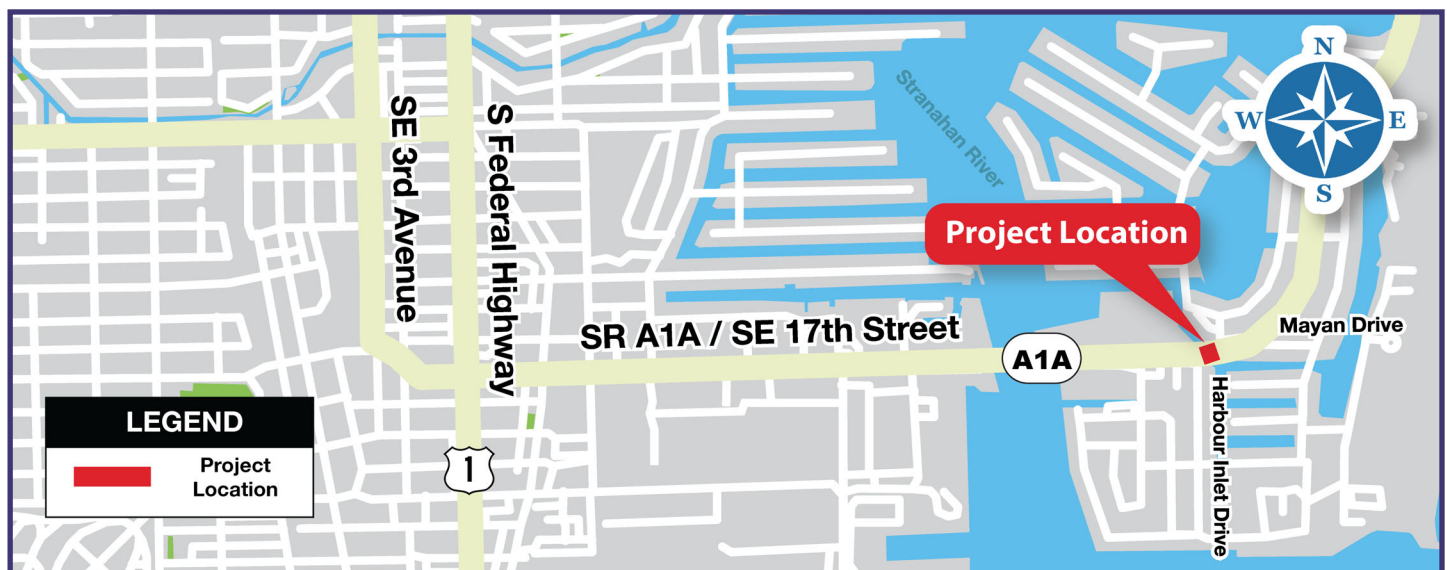 N
W
E
S
Stranahan River
SE 3rd Avenue
S Federal Highway
Project Location
SR A1A / SE 17th Street
A1A
Mayan Drive
Harbour Inlet Drive
LEGEND
Project
Location
1